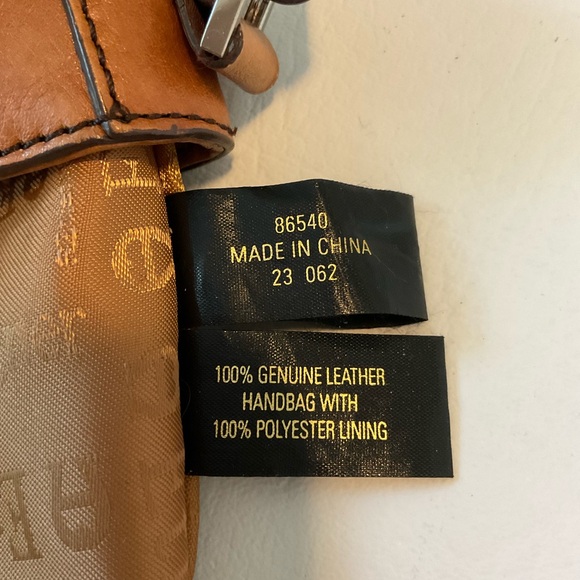 86540
MADE IN CHINA
23 062
100% GENUINE LEATHER
HANDBAG WITH
100% POLYESTER LINING